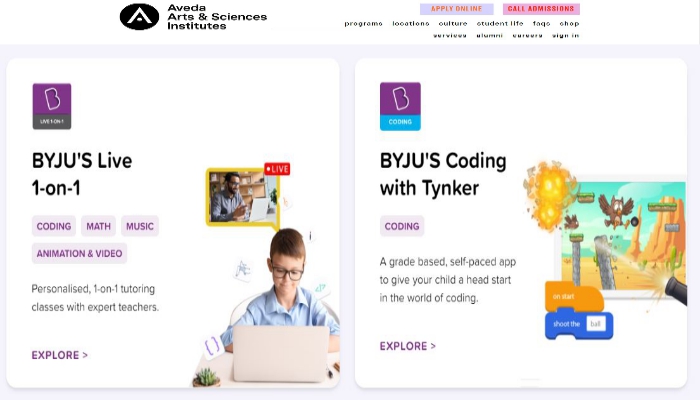 Aveda
Arts & Sciences
Institutes
APPLY ONLINE
CALL ADMISSIONS
programs locations culture student life faqs shop
services alumni careers sign in
LIVE 1-ON-1
BYJU'S Live
1-on-1
CODING MATH MUSIC
ANIMATION & VIDEO
Personalised, 1-on-1 tutoring
classes with expert teachers.
EXPLORE >
LIVE
CODING
BYJU'S Coding
with Tynker
CODING
A grade based, self-paced app
to give your child a head start
in the world of coding.
EXPLORE >
on start
shoot the ball